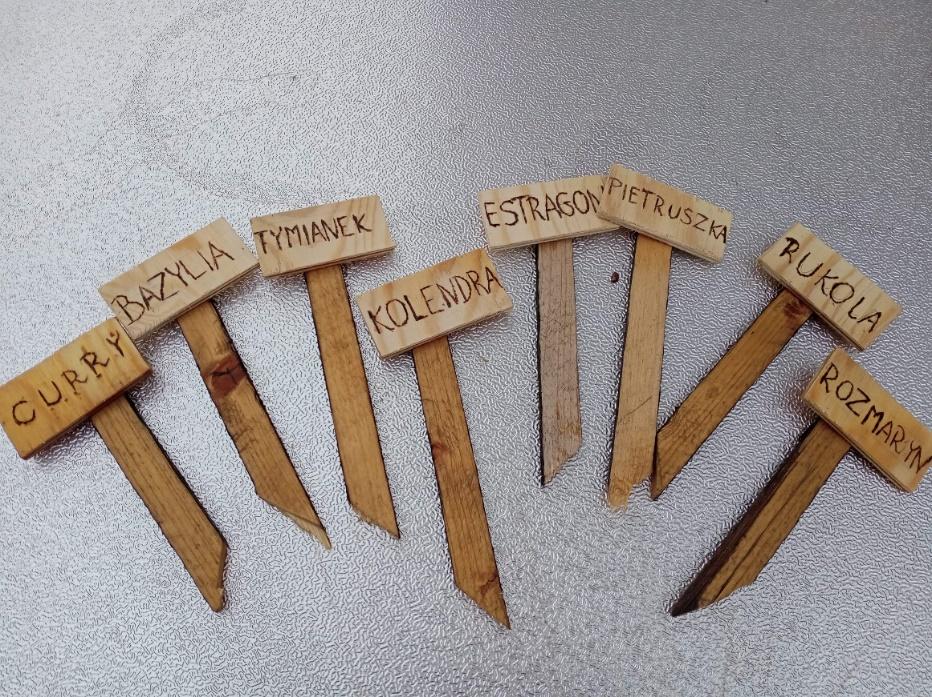 CURRY
BAZYLIA
TYMIANEK
KOLENDRA
ESTRAGON
PIETRUSZKA
RUKOLA
ROZMARYN